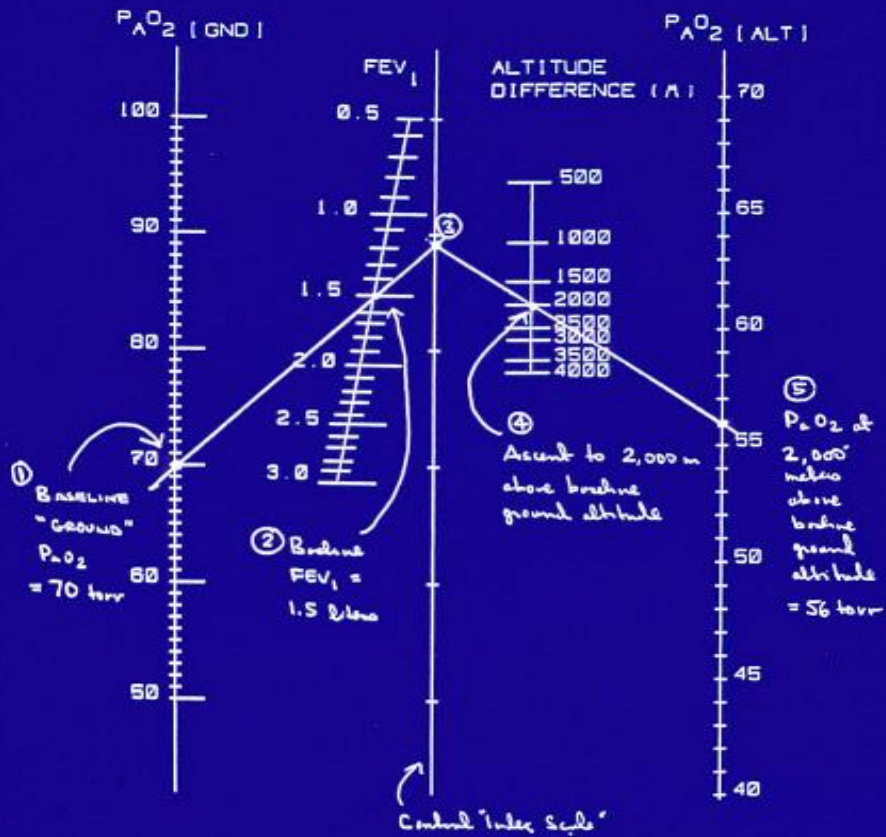 PAO2 [GND]
FEV1
ALTITUDE
DIFFERENCE (M)
PAO2 [ALT]
100
90
80
70
60
50
0.5
1.0
1.5
2.0
2.5
3.0
500
1000
1500
2000
2500
3000
3500
4000
70
65
60
55
50
45
40
① BASELINE
"GROUND"
PaO2
= 70 torr
② Baseline
FEV1 =
1.5 liters
③
④
Ascent to 2,000 m
above baseline
ground altitude
⑤
PaO2 at
2,000
meters
above
baseline
ground
altitude
= 56 torr
Central "Index Scale"